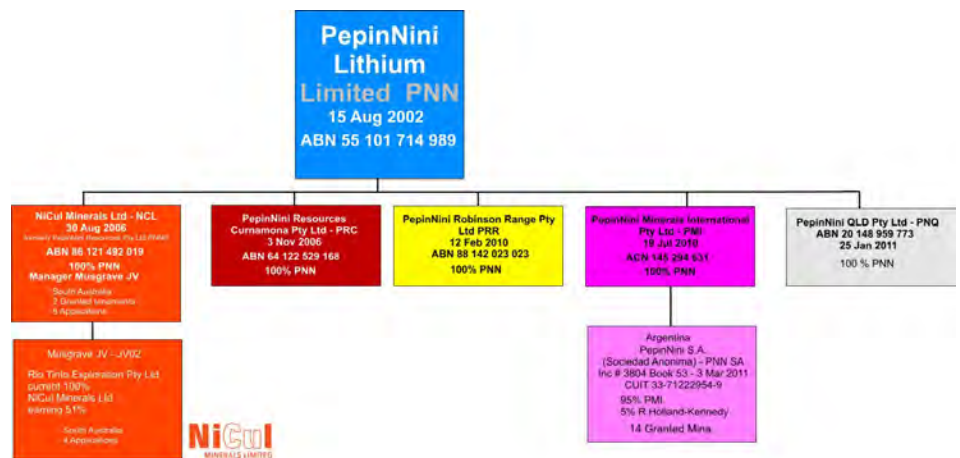 PepinNini
Lithium
Limited PNN
15 Aug 2002
ABN 55 101 714 989
NiCul Minerals Ltd - NCL
30 Aug 2006
formerly PepinNini Resources Pty Ltd
ABN 86 121 492 019
100% PNN
Manager Musgrave JV
South Australia
2 Granted tenements
Applications
Musgrave JV - JV02
Rio Tinto Exploration Pty Ltd
current 100%
NiCul Minerals Ltd
earning 51%
South Australia
4 Applications
NiCul
MINERALS LIMITED
PepinNini Resources
Curnamona Pty Ltd - PRC
3 Nov 2006
ABN 64 122 529 168
100% PNN
PepinNini Robinson Range Pty
Ltd PRR
12 Feb 2010
ABN 88 142 023 023
100% PNN
PepinNini Minerals International
Pty Ltd - PMI
19 Jul 2010
ACN 145 294 631
100% PNN
Argentina
PepinNini S.A.
(Sociedad Anonima) - PNN SA
Inc # 3804 Book 53 - 3 Mar 2011
CUIT 33-71222954-9
95% PMI
5% R Holland-Kennedy
14 Granted Mina
PepinNini QLD Pty Ltd - PNQ
ABN 20 148 959 773
25 Jan 2011
100 % PNN